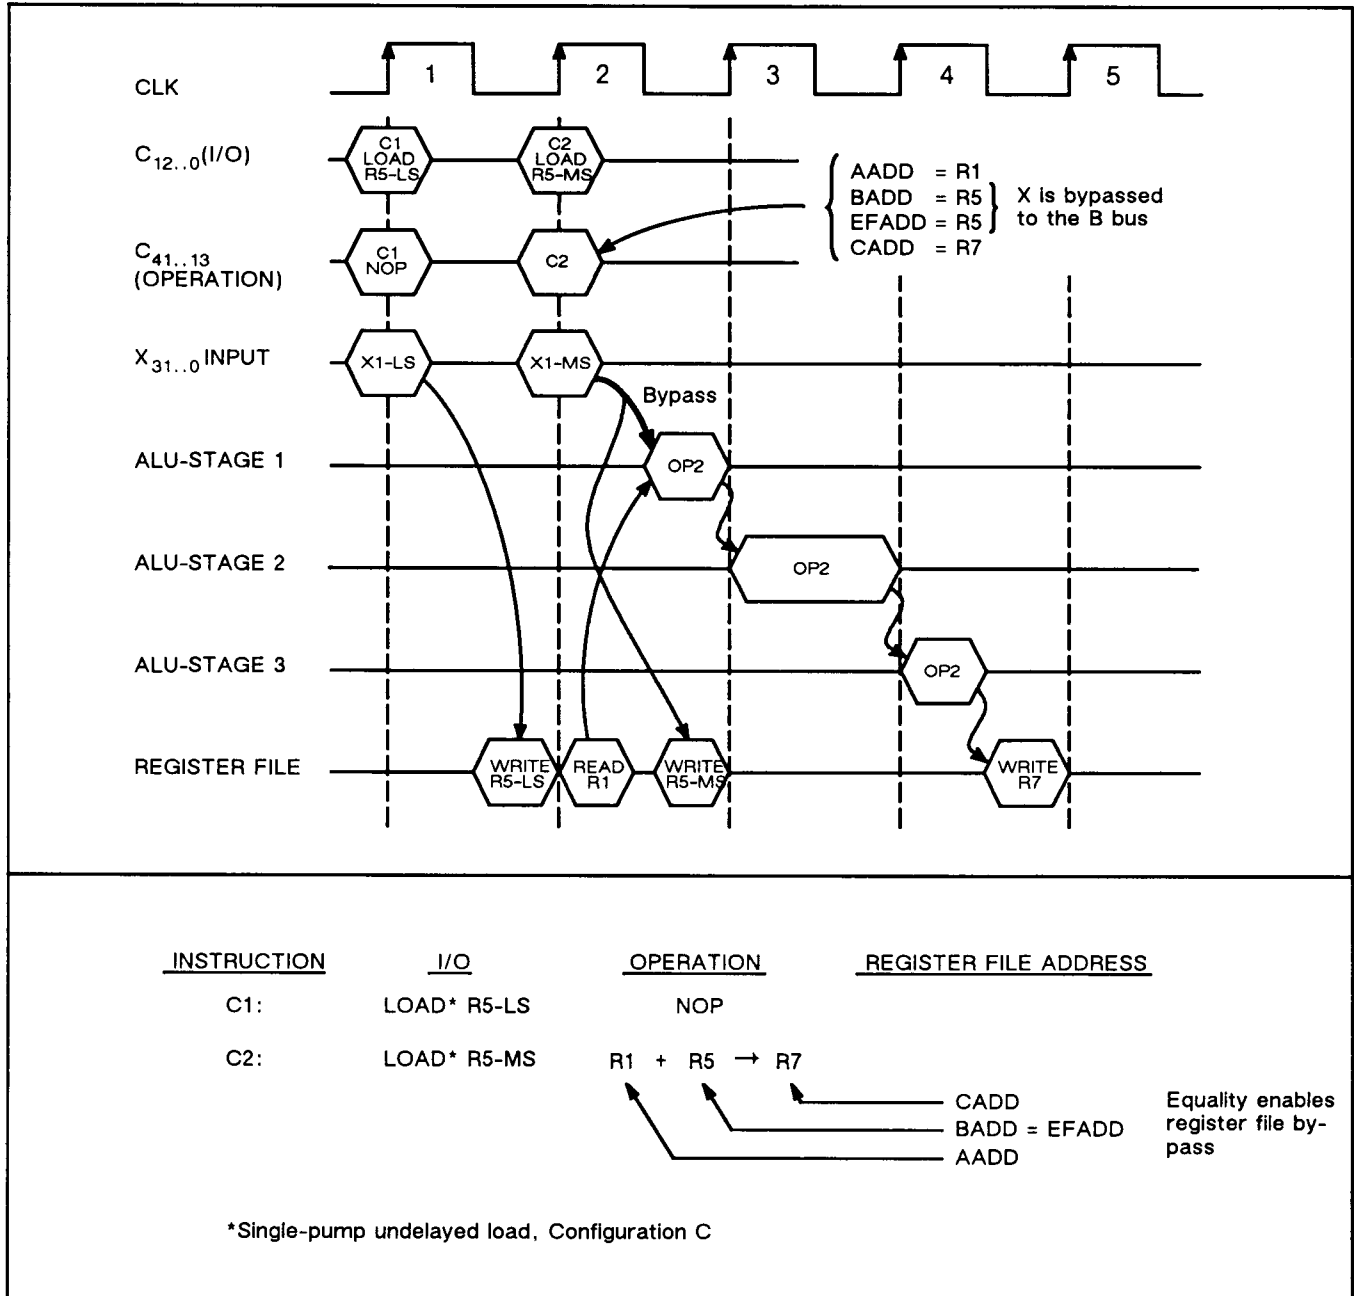 CLK
1
2
3
4
5
C12..0(I/O)
C1
LOAD
R5-LS
C2
LOAD
R5-MS
AADD = R1
BADD = R5
EFADD = R5
CADD = R7
X is bypassed
to the B bus
C41..13
(OPERATION)
C1
NOP
C2
X31..0 INPUT
X1-LS
X1-MS
Bypass
ALU-STAGE 1
OP2
ALU-STAGE 2
OP2
ALU-STAGE 3
OP2
REGISTER FILE
WRITE
R5-LS
READ
R1
WRITE
R5-MS
WRITE
R7
INSTRUCTION I/O OPERATION REGISTER FILE ADDRESS
C1: LOAD* R5-LS NOP
C2: LOAD* R5-MS R1 + R5 → R7
CADD
BADD = EFADD
AADD
Equality enables
register file by-
pass
*Single-pump undelayed load, Configuration C